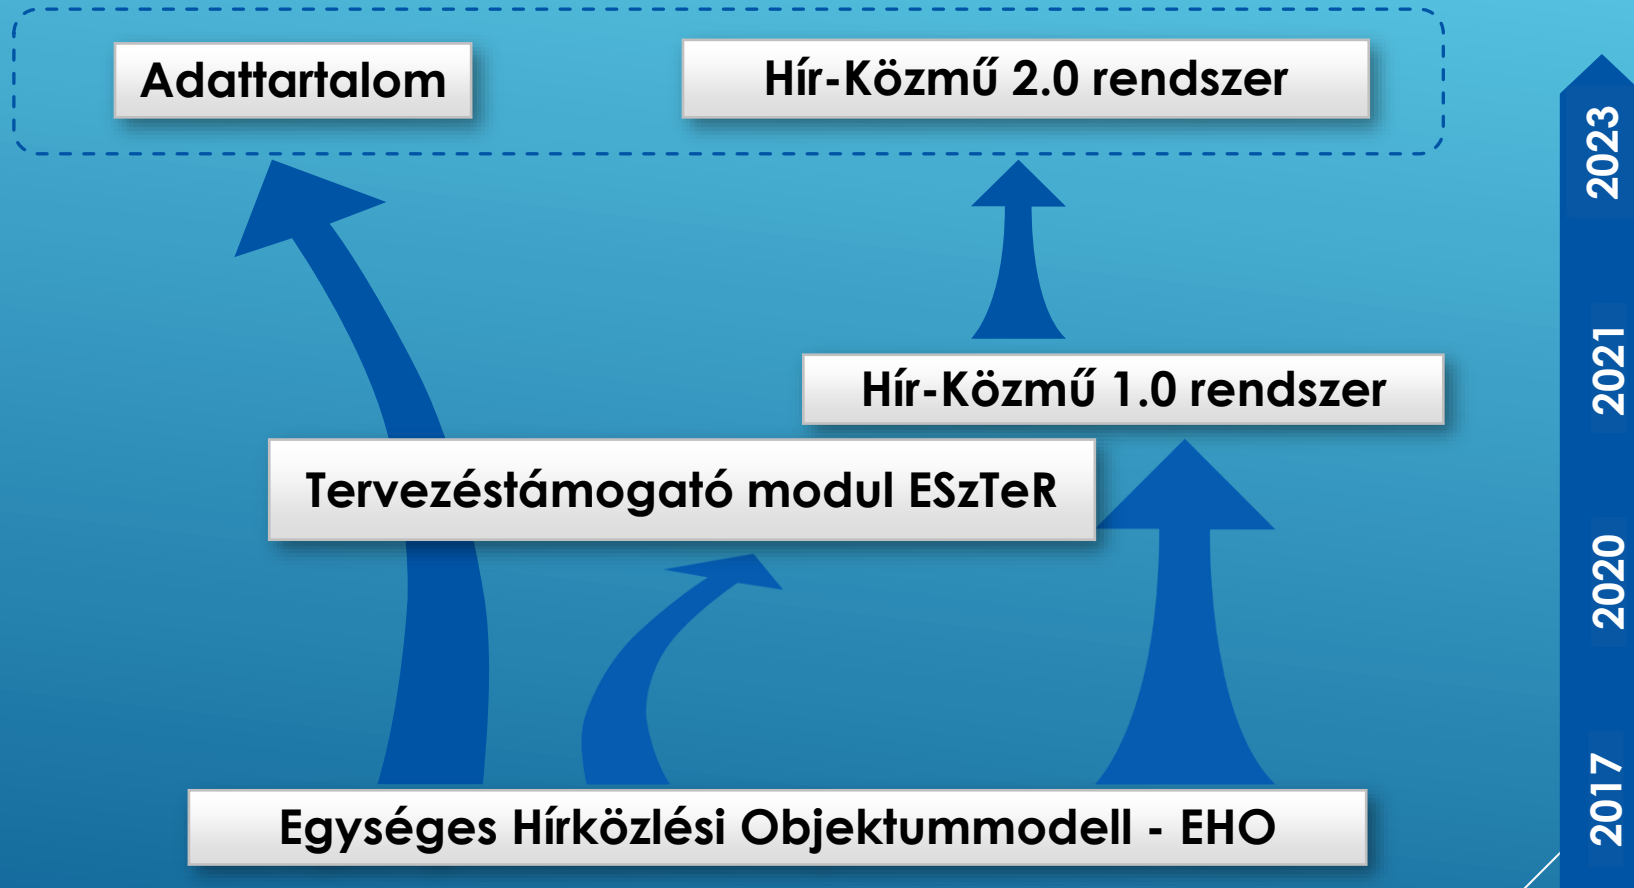 Adattartalom
Hír-Közmű 2.0 rendszer
2023
Hír-Közmű 1.0 rendszer
2021
Tervezéstámogató modul ESzTeR
2020
Egységes Hírközlési Objektummodell - EHO
2017